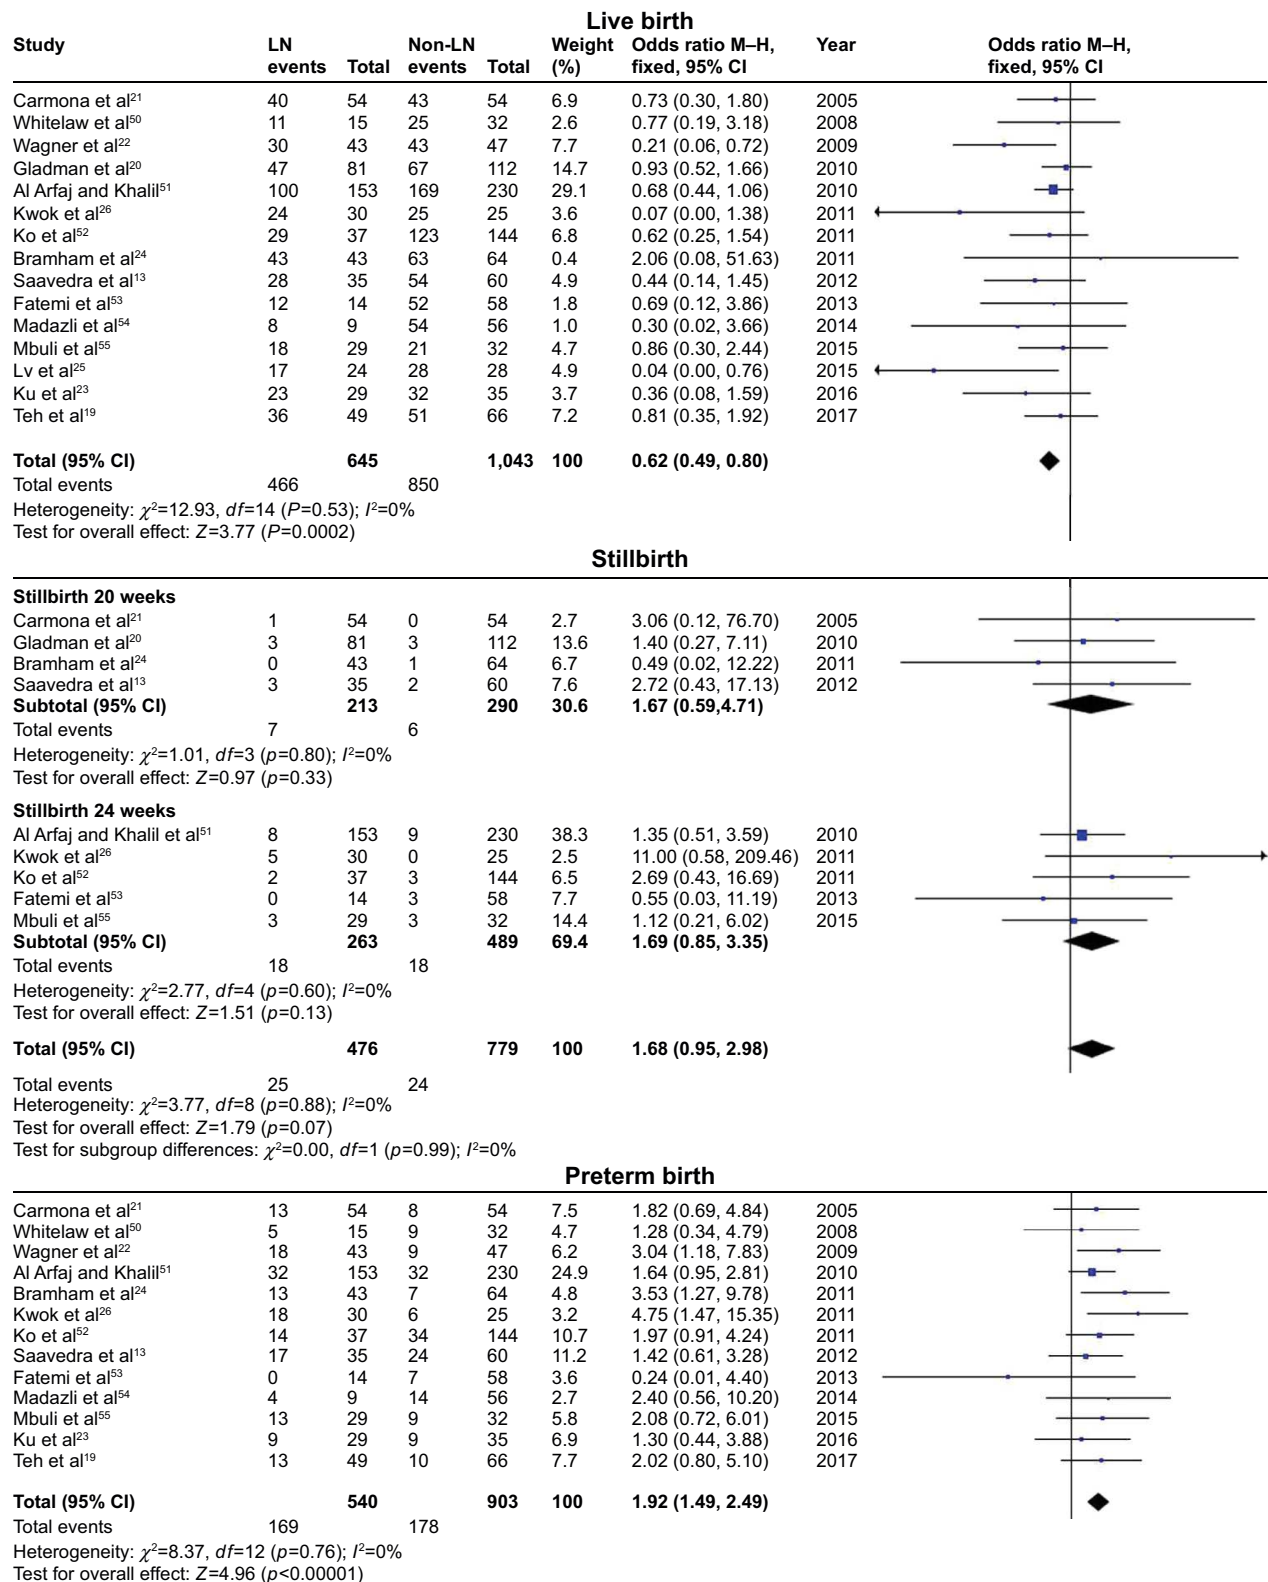 Live birth
Study LN events Total Non-LN events Total Weight (%) Odds ratio M–H, fixed, 95% CI Year Odds ratio M–H, fixed, 95% CI
Carmona et al21 40 54 43 54 6.9 0.73 (0.30, 1.80) 2005
Whitelaw et al50 11 15 25 32 2.6 0.77 (0.19, 3.18) 2008
Wagner et al22 30 43 43 47 7.7 0.21 (0.06, 0.72) 2009
Gladman et al20 47 81 67 112 14.7 0.93 (0.52, 1.66) 2010
Al Arfaj and Khalil51 100 153 169 230 29.1 0.68 (0.44, 1.06) 2010
Kwok et al26 24 30 25 25 3.6 0.07 (0.00, 1.38) 2011
Ko et al52 29 37 123 144 6.8 0.62 (0.25, 1.54) 2011
Bramham et al24 43 43 63 64 0.4 2.06 (0.08, 51.63) 2011
Saavedra et al13 28 35 54 60 4.9 0.44 (0.14, 1.45) 2012
Fatemi et al53 12 14 52 58 1.8 0.69 (0.12, 3.86) 2013
Madazli et al54 8 9 54 56 1.0 0.30 (0.02, 3.66) 2014
Mbuli et al55 18 29 21 32 4.7 0.86 (0.30, 2.44) 2015
Lv et al25 17 24 28 28 4.9 0.04 (0.00, 0.76) 2015
Ku et al23 23 29 32 35 3.7 0.36 (0.08, 1.59) 2016
Teh et al19 36 49 51 66 7.2 0.81 (0.35, 1.92) 2017
Total (95% CI) 645 1,043 100 0.62 (0.49, 0.80)
Total events 466 850
Heterogeneity: χ²=12.93, df=14 (P=0.53); I²=0%
Test for overall effect: Z=3.77 (P=0.0002)
Stillbirth
Stillbirth 20 weeks
Carmona et al21 1 54 0 54 2.7 3.06 (0.12, 76.70) 2005
Gladman et al20 3 81 3 112 13.6 1.40 (0.27, 7.11) 2010
Bramham et al24 0 43 1 64 6.7 0.49 (0.02, 12.22) 2011
Saavedra et al13 3 35 2 60 7.6 2.72 (0.43, 17.13) 2012
Subtotal (95% CI) 213 290 30.6 1.67 (0.59,4.71)
Total events 7 6
Heterogeneity: χ²=1.01, df=3 (p=0.80); I²=0%
Test for overall effect: Z=0.97 (p=0.33)
Stillbirth 24 weeks
Al Arfaj and Khalil et al51 8 153 9 230 38.3 1.35 (0.51, 3.59) 2010
Kwok et al26 5 30 0 25 2.5 11.00 (0.58, 209.46) 2011
Ko et al52 2 37 3 144 6.5 2.69 (0.43, 16.69) 2011
Fatemi et al53 0 14 3 58 7.7 0.55 (0.03, 11.19) 2013
Mbuli et al55 3 29 3 32 14.4 1.12 (0.21, 6.02) 2015
Subtotal (95% CI) 263 489 69.4 1.69 (0.85, 3.35)
Total events 18 18
Heterogeneity: χ²=2.77, df=4 (p=0.60); I²=0%
Test for overall effect: Z=1.51 (p=0.13)
Total (95% CI) 476 779 100 1.68 (0.95, 2.98)
Total events 25 24
Heterogeneity: χ²=3.77, df=8 (p=0.88); I²=0%
Test for overall effect: Z=1.79 (p=0.07)
Test for subgroup differences: χ²=0.00, df=1 (p=0.99); I²=0%
Preterm birth
Carmona et al21 13 54 8 54 7.5 1.82 (0.69, 4.84) 2005
Whitelaw et al50 5 15 9 32 4.7 1.28 (0.34, 4.79) 2008
Wagner et al22 18 43 9 47 6.2 3.04 (1.18, 7.83) 2009
Al Arfaj and Khalil51 32 153 32 230 24.9 1.64 (0.95, 2.81) 2010
Bramham et al24 13 43 7 64 4.8 3.53 (1.27, 9.78) 2011
Kwok et al26 18 30 6 25 3.2 4.75 (1.47, 15.35) 2011
Ko et al52 14 37 34 144 10.7 1.97 (0.91, 4.24) 2011
Saavedra et al13 17 35 24 60 11.2 1.42 (0.61, 3.28) 2012
Fatemi et al53 0 14 7 58 3.6 0.24 (0.01, 4.40) 2013
Madazli et al54 4 9 14 56 2.7 2.40 (0.56, 10.20) 2014
Mbuli et al55 13 29 9 32 5.8 2.08 (0.72, 6.01) 2015
Ku et al23 9 29 9 35 6.9 1.30 (0.44, 3.88) 2016
Teh et al19 13 49 10 66 7.7 2.02 (0.80, 5.10) 2017
Total (95% CI) 540 903 100 1.92 (1.49, 2.49)
Total events 169 178
Heterogeneity: χ²=8.37, df=12 (p=0.76); I²=0%
Test for overall effect: Z=4.96 (p<0.00001)